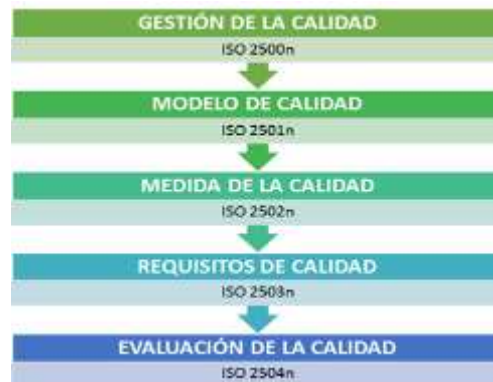 GESTIÓN DE LA CALIDAD
ISO 2500n
MODELO DE CALIDAD
ISO 2501n
MEDIDA DE LA CALIDAD
ISO 2502n
REQUISITOS DE CALIDAD
ISO 2503n
EVALUACIÓN DE LA CALIDAD
ISO 2504n